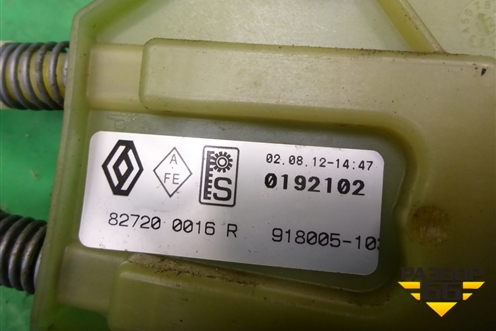 A
FE
S
02.08.12-14:47
0192102
82720 0016 R 918005-10